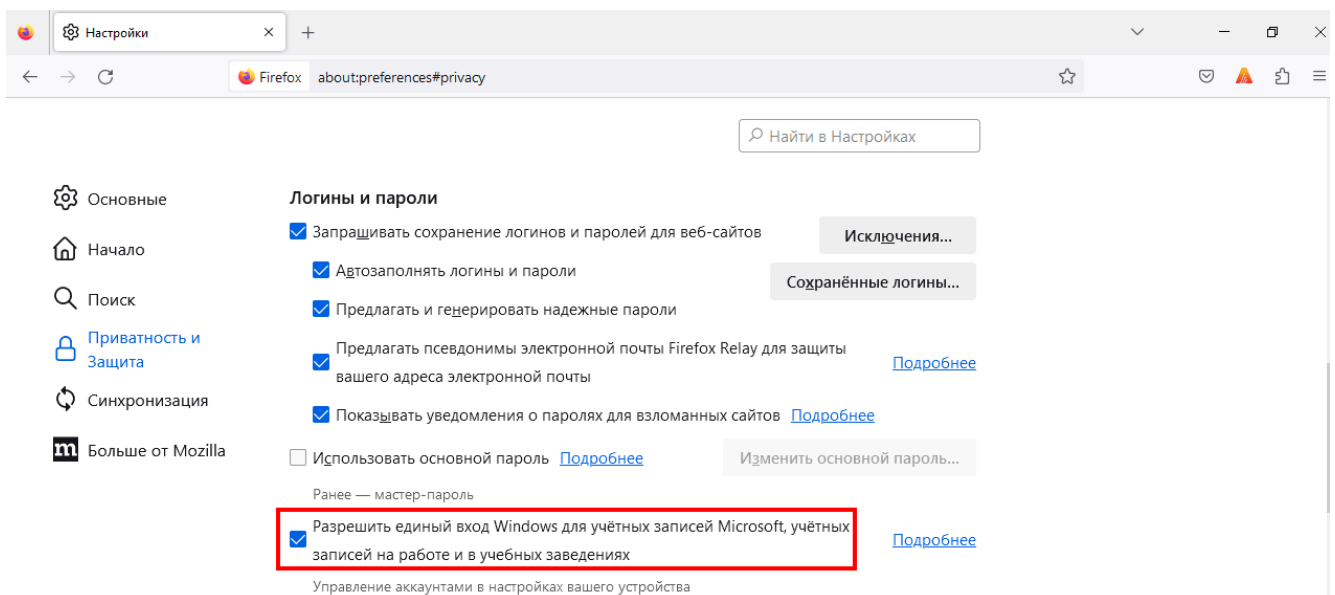 Настройки
Firefox about:preferences#privacy
Найти в Настройках
Основные
Начало
Поиск
Приватность и
Защита
Синхронизация
m Больше от Mozilla
Логины и пароли
Запрашивать сохранение логинов и паролей для веб-сайтов
Исключения...
Автозаполнять логины и пароли
Сохранённые логины...
Предлагать и генерировать надежные пароли
Предлагать псевдонимы электронной почты Firefox Relay для защиты
вашего адреса электронной почты
Подробнее
Показывать уведомления о паролях для взломанных сайтов Подробнее
Использовать основной пароль Подробнее
Изменить основной пароль...
Ранее — мастер-пароль
Разрешить единый вход Windows для учётных записей Microsoft, учётных
записей на работе и в учебных заведениях
Подробнее
Управление аккаунтами в настройках вашего устройства